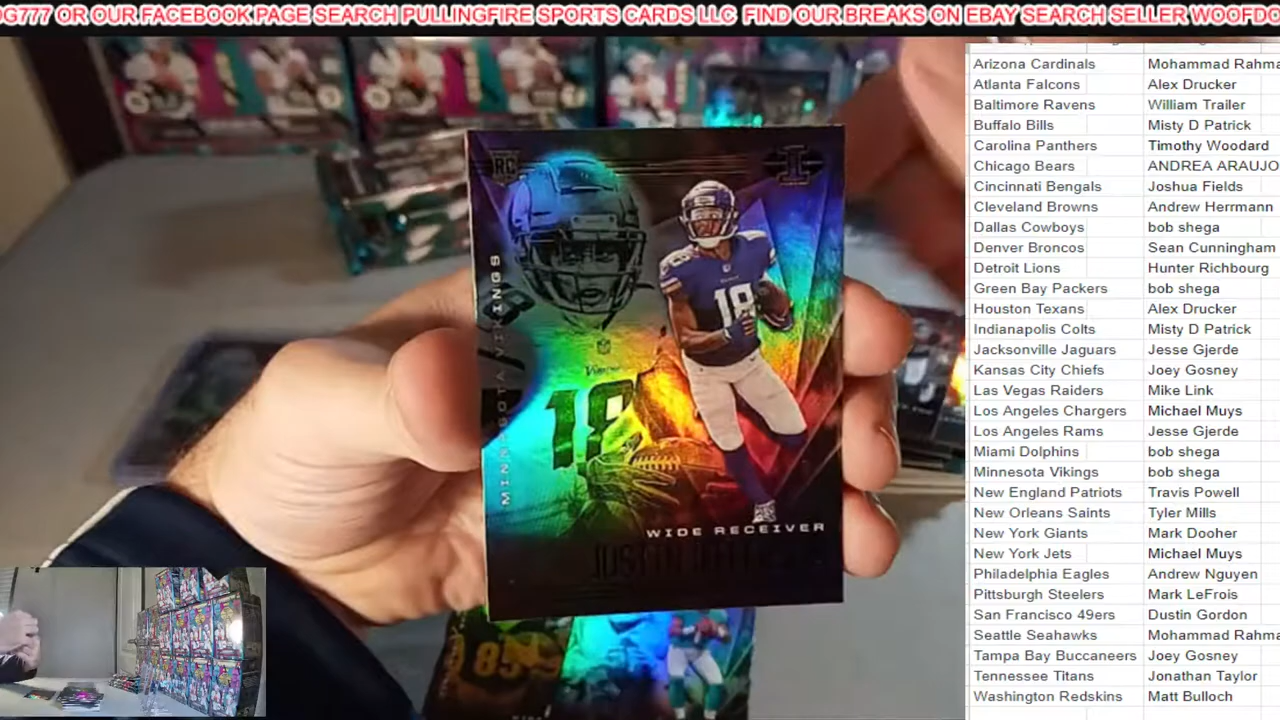 OG777 OR OUR FACEBOOK PAGE SEARCH PULLINGFIRE SPORTS CARDS LLC FIND OUR BREAKS ON EBAY SEARCH SELLER WOOFDO
Arizona Cardinals Mohammad Rahma
Atlanta Falcons Alex Drucker
Baltimore Ravens William Trailer
Buffalo Bills Misty D Patrick
Carolina Panthers Timothy Woodard
Chicago Bears ANDREA ARAUJO
Cincinnati Bengals Joshua Fields
Cleveland Browns Andrew Herrmann
Dallas Cowboys bob shega
Denver Broncos Sean Cunningham
Detroit Lions Hunter Richbourg
Green Bay Packers bob shega
Houston Texans Alex Drucker
Indianapolis Colts Misty D Patrick
Jacksonville Jaguars Jesse Gjerde
Kansas City Chiefs Joey Gosney
Las Vegas Raiders Mike Link
Los Angeles Chargers Michael Muys
Los Angeles Rams Jesse Gjerde
Miami Dolphins bob shega
Minnesota Vikings bob shega
New England Patriots Travis Powell
New Orleans Saints Tyler Mills
New York Giants Mark Dooher
New York Jets Michael Muys
Philadelphia Eagles Andrew Nguyen
Pittsburgh Steelers Mark LeFrois
San Francisco 49ers Dustin Gordon
Seattle Seahawks Mohammad Rahma
Tampa Bay Buccaneers Joey Gosney
Tennessee Titans Jonathan Taylor
Washington Redskins Matt Bulloch
RC
MINNESOTA VIKINGS
18
18
WIDE RECEIVER
JUSTIN JEFFERSON
85